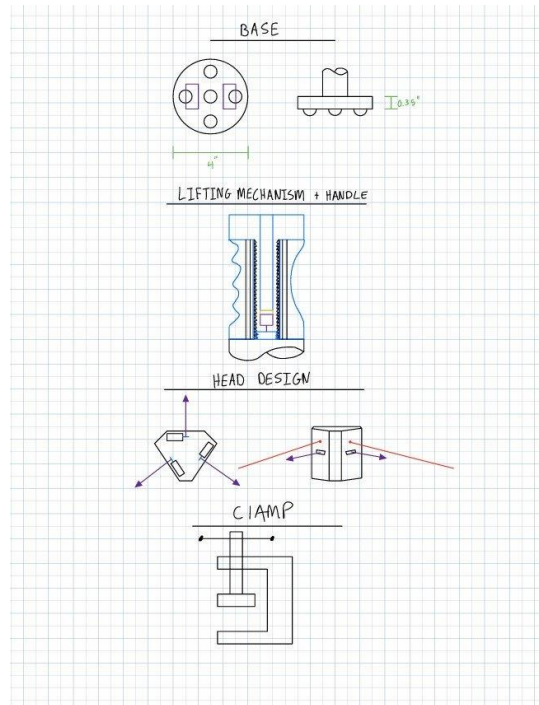 BASE
0.35"
4"
LIFTING MECHANISM + HANDLE
HEAD DESIGN
ClAMP